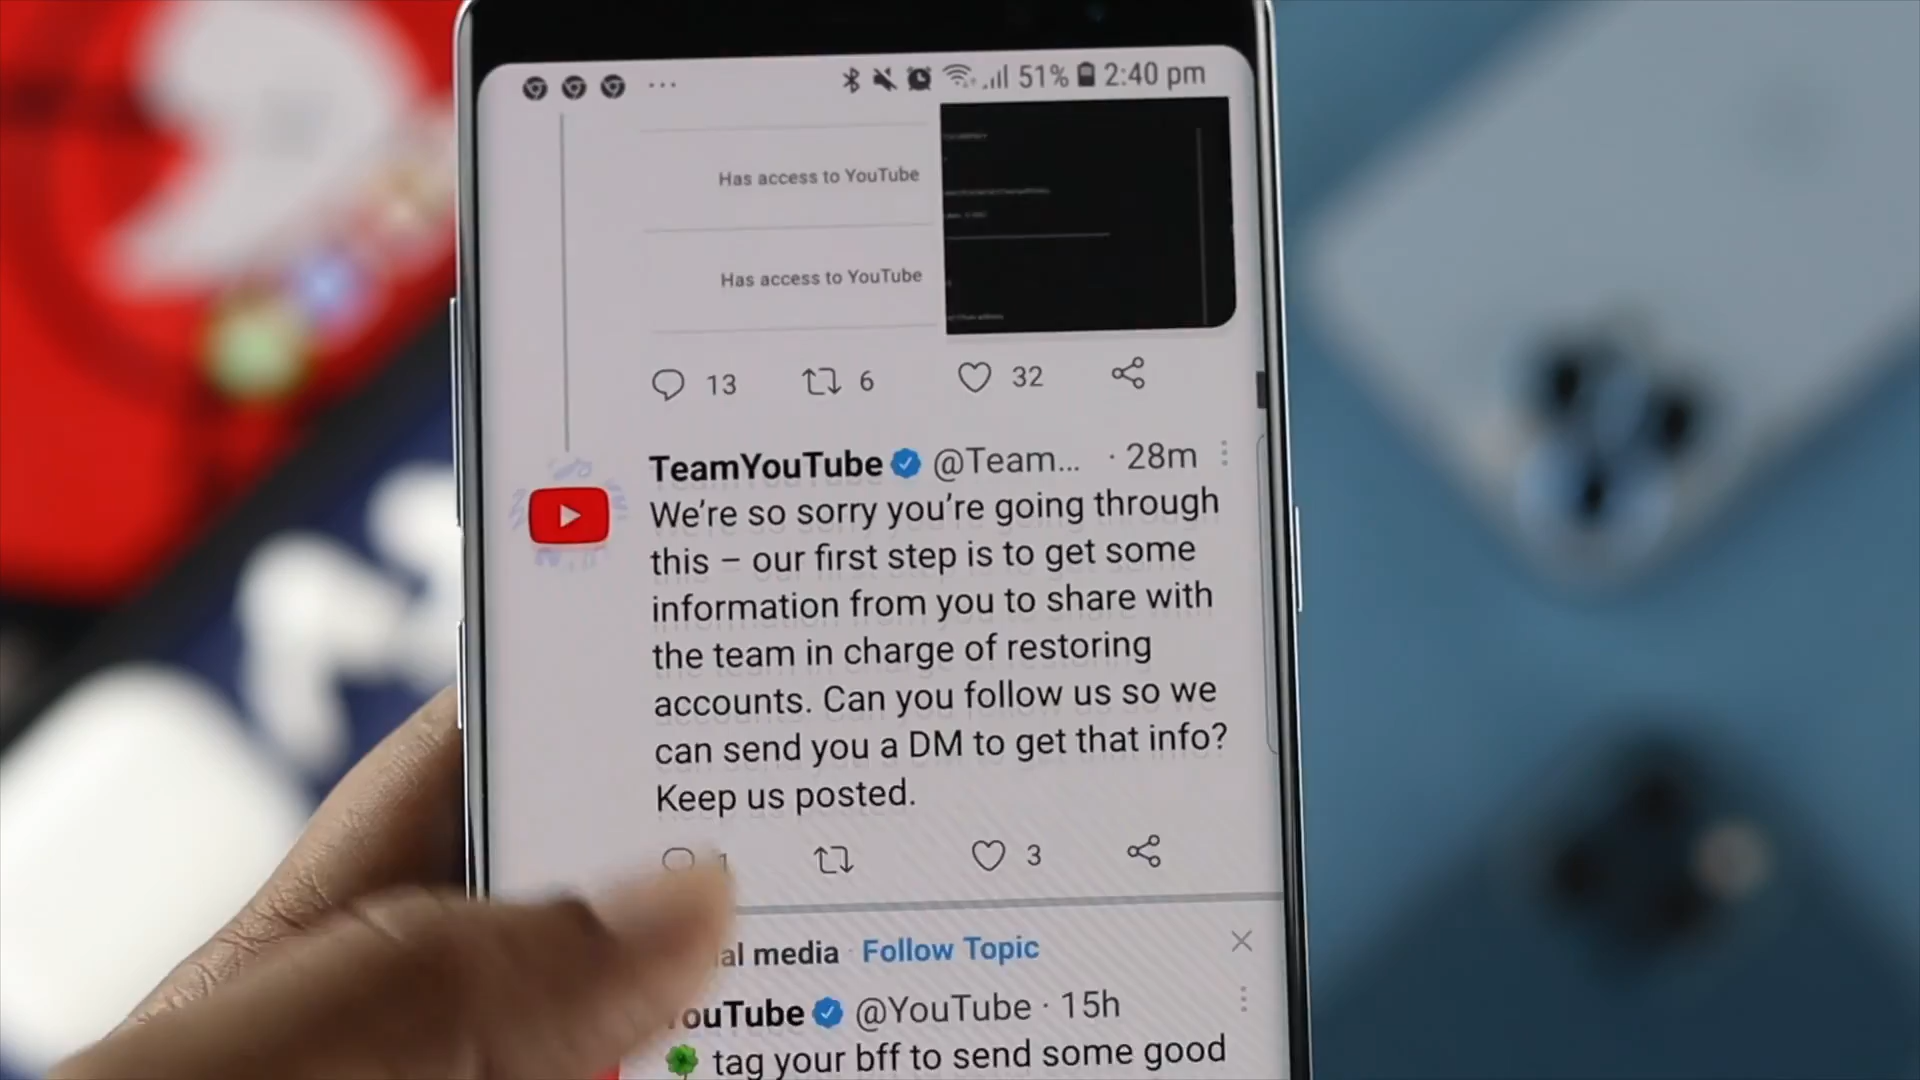 51% 2:40 pm
Has access to YouTube
Has access to YouTube
13 6 32
TeamYouTube @Team... · 28m
We're so sorry you're going through
this – our first step is to get some
information from you to share with
the team in charge of restoring
accounts. Can you follow us so we
can send you a DM to get that info?
Keep us posted.
1 3
al media · Follow Topic
ouTube @YouTube · 15h
🍀 tag your bff to send some good